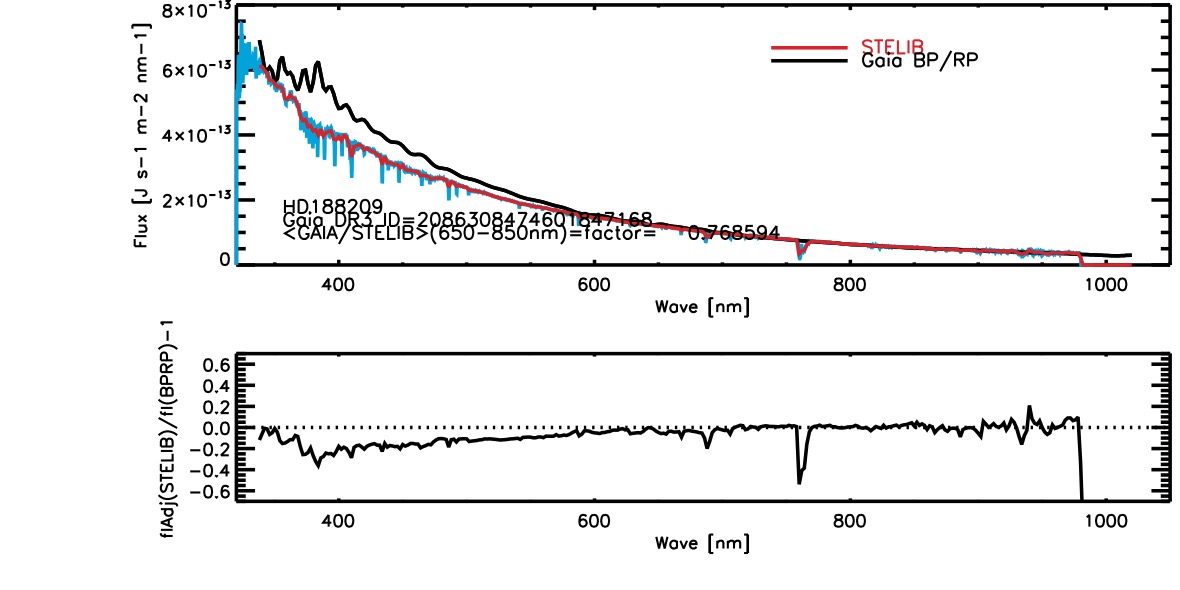 8×10⁻¹³
6×10⁻¹³
4×10⁻¹³
2×10⁻¹³
0
Flux [J s−1 m−2 nm−1]
STELIB
Gaia BP/RP
HD188209
Gaia DR3 ID=2086308474601847168
<GAIA/STELIB>(650−850nm)=factor= 0.768594
400 600 800 1000
Wave [nm]
flAdj(STELIB)/fl(BPRP)−1
0.6
0.4
0.2
0.0
−0.2
−0.4
−0.6
400 600 800 1000
Wave [nm]